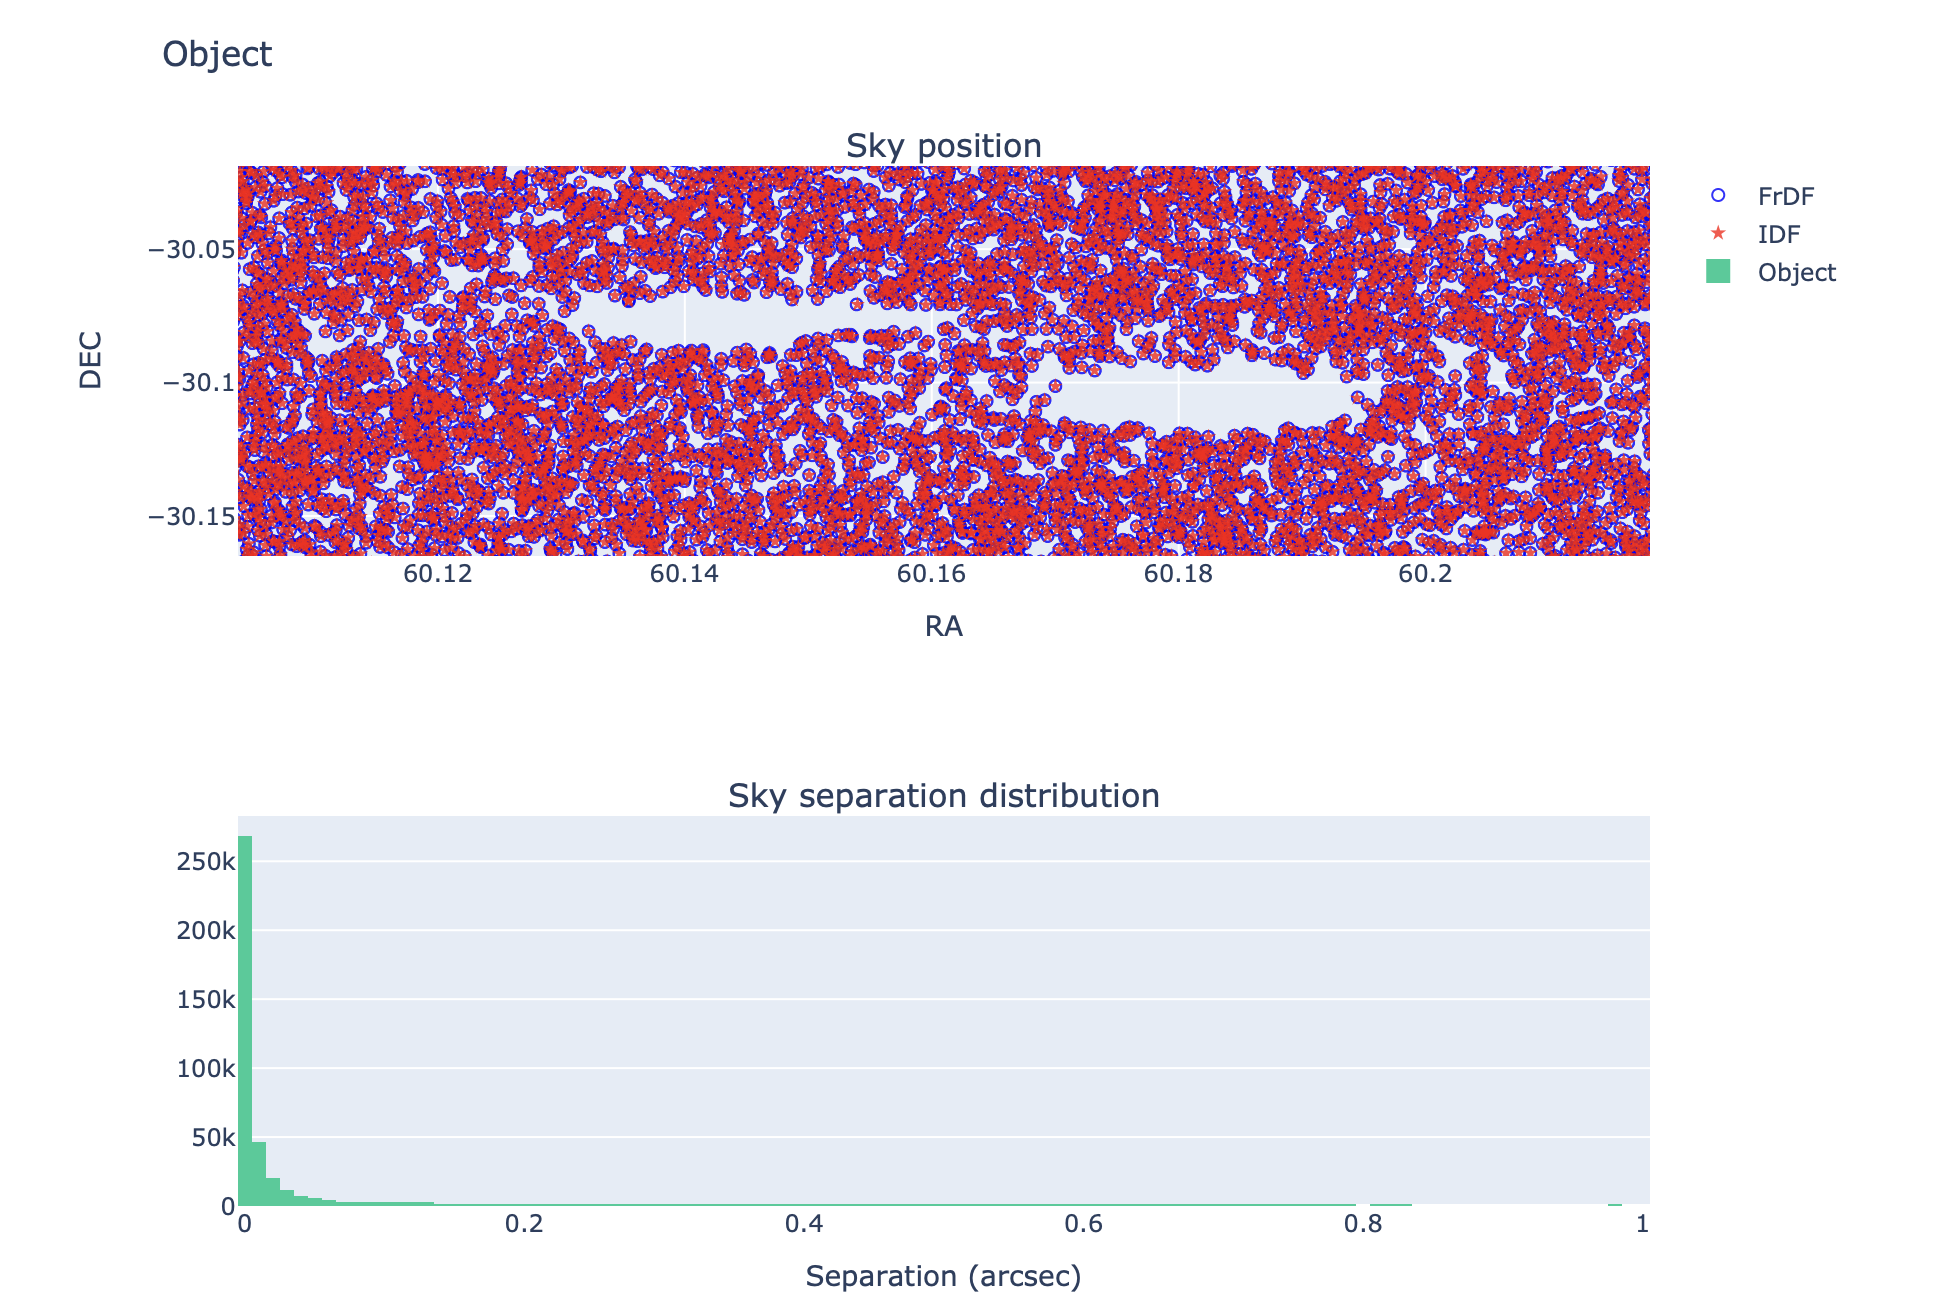 Object
Sky position
FrDF
IDF
Object
−30.05
−30.1
−30.15
DEC
60.12 60.14 60.16 60.18 60.2
RA
Sky separation distribution
250k
200k
150k
100k
50k
0
0 0.2 0.4 0.6 0.8 1
Separation (arcsec)